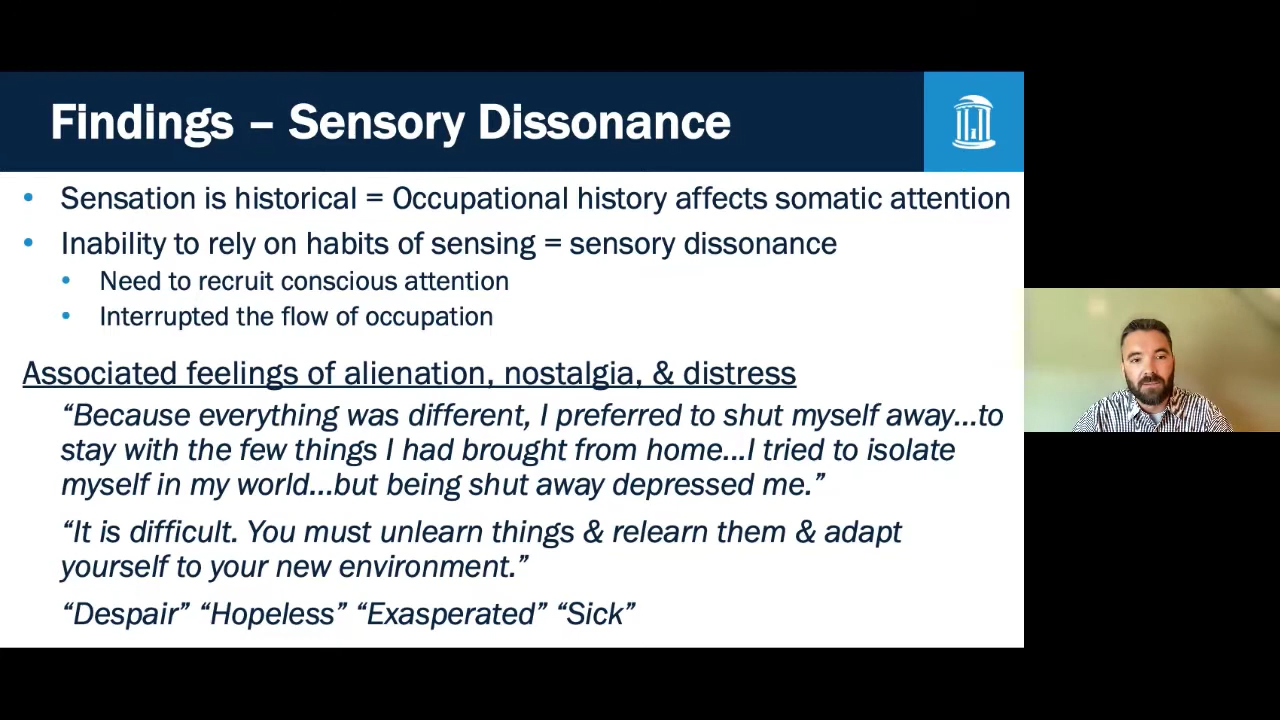 Findings – Sensory Dissonance
• Sensation is historical = Occupational history affects somatic attention
• Inability to rely on habits of sensing = sensory dissonance
• Need to recruit conscious attention
• Interrupted the flow of occupation
Associated feelings of alienation, nostalgia, & distress
“Because everything was different, I preferred to shut myself away...to
stay with the few things I had brought from home...I tried to isolate
myself in my world...but being shut away depressed me.”
“It is difficult. You must unlearn things & relearn them & adapt
yourself to your new environment.”
“Despair” “Hopeless” “Exasperated” “Sick”